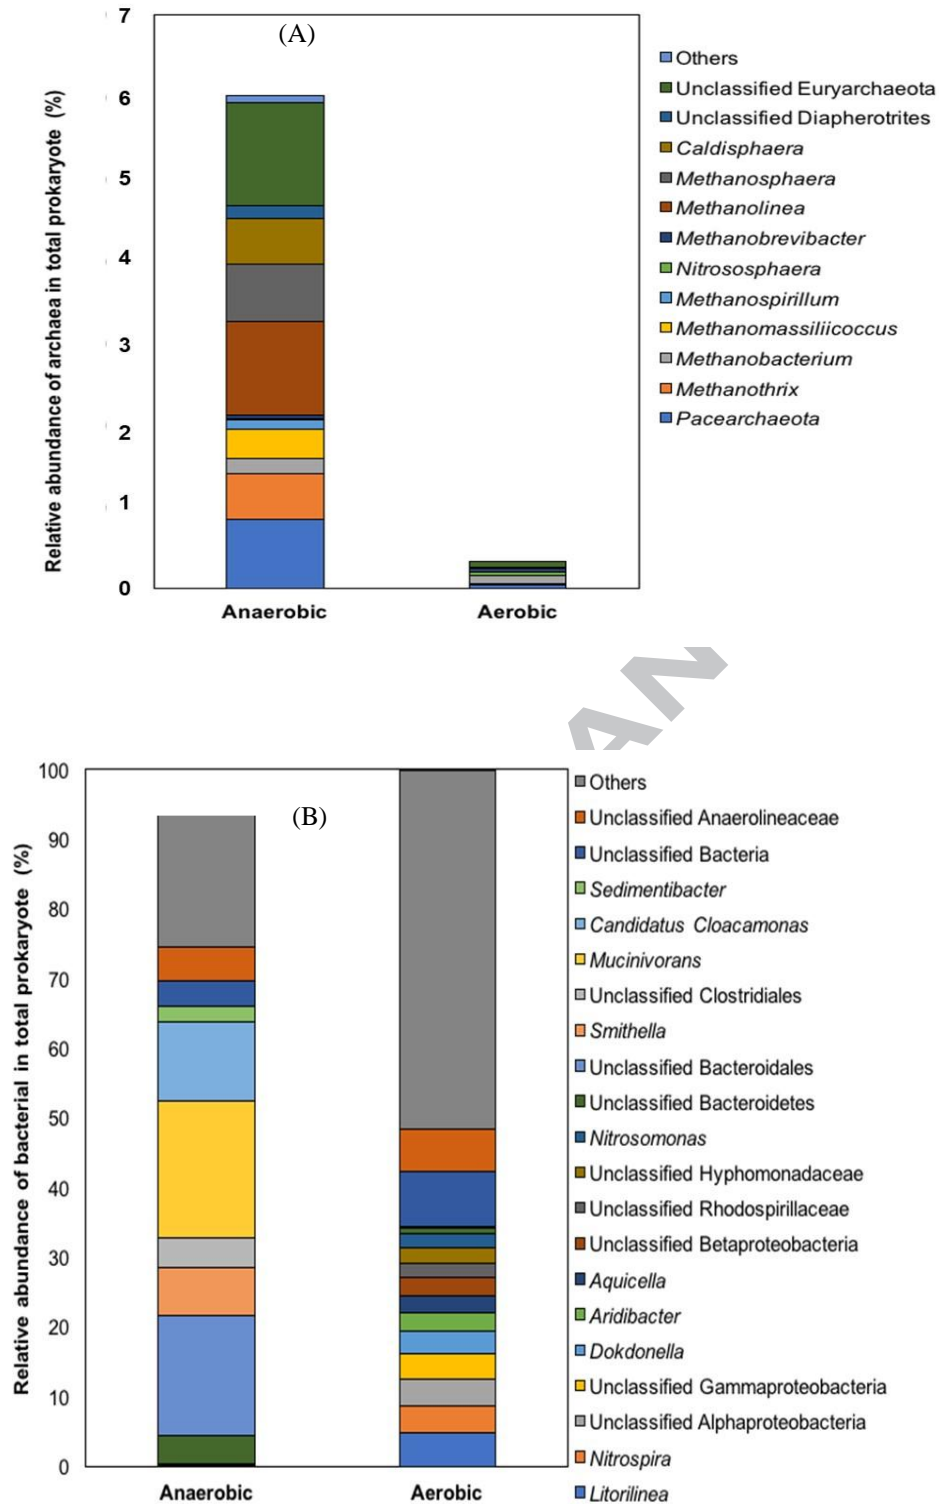 (A)
Relative abundance of archaea in total prokaryote (%)
7
6
5
4
3
2
1
0
Anaerobic
Aerobic
Others
Unclassified Euryarchaeota
Unclassified Diapherotrites
Caldisphaera
Methanosphaera
Methanolinea
Methanobrevibacter
Nitrososphaera
Methanospirillum
Methanomassiliicoccus
Methanobacterium
Methanothrix
Pacearchaeota
AN
(B)
Relative abundance of bacterial in total prokaryote (%)
100
90
80
70
60
50
40
30
20
10
0
Anaerobic
Aerobic
Others
Unclassified Anaerolineaceae
Unclassified Bacteria
Sedimentibacter
Candidatus Cloacamonas
Mucinivorans
Unclassified Clostridiales
Smithella
Unclassified Bacteroidales
Unclassified Bacteroidetes
Nitrosomonas
Unclassified Hyphomonadaceae
Unclassified Rhodospirillaceae
Unclassified Betaproteobacteria
Aquicella
Aridibacter
Dokdonella
Unclassified Gammaproteobacteria
Unclassified Alphaproteobacteria
Nitrospira
Litorilinea